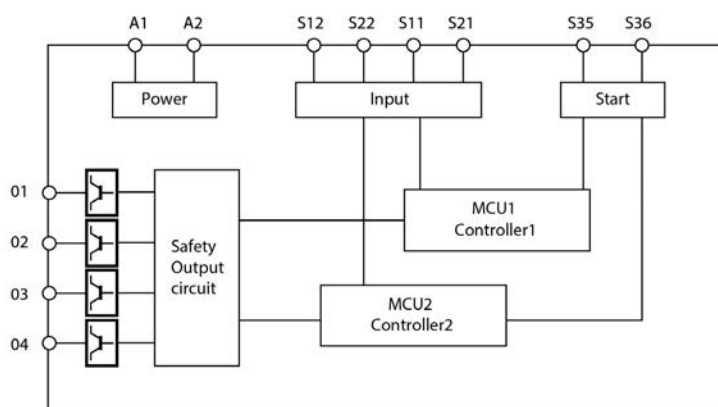 A1 A2 S12 S22 S11 S21 S35 S36
Power Input Start
01
02
03
04
Safety
Output
circuit
MCU1
Controller1
MCU2
Controller2